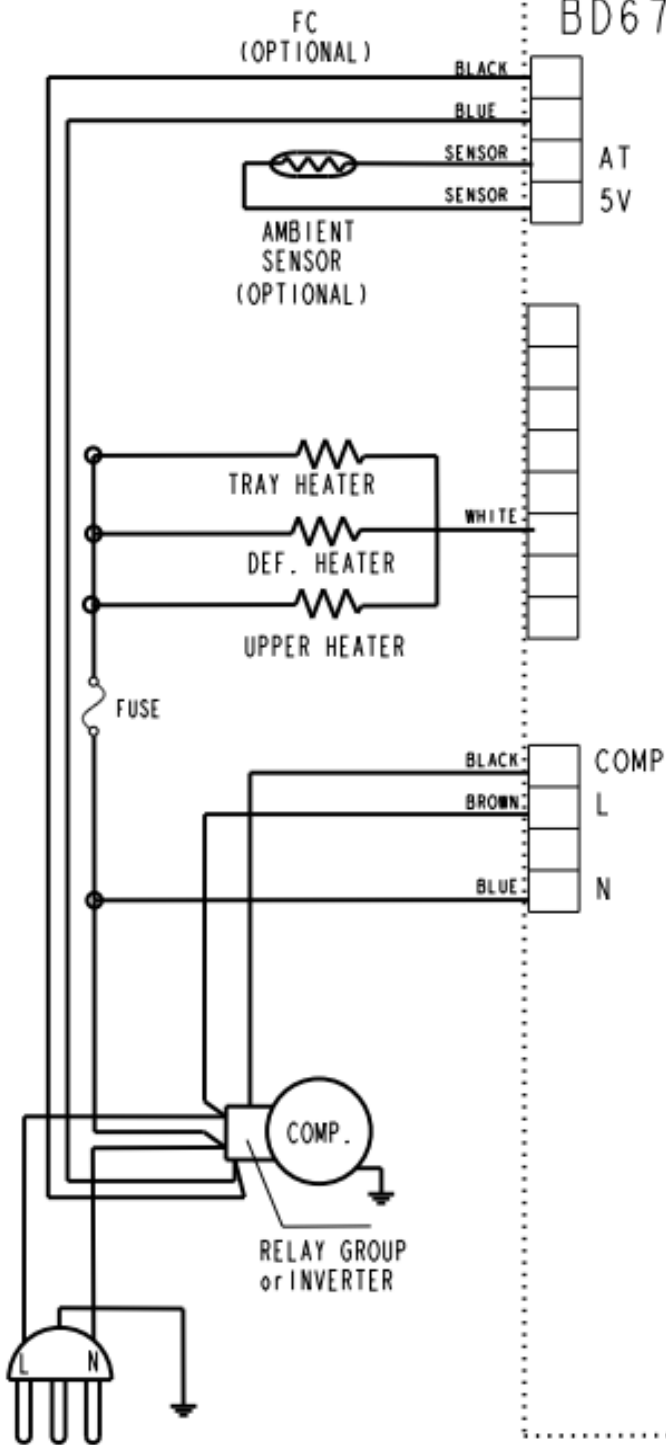 FC
(OPTIONAL)
BD67
BLACK
BLUE
SENSOR
AT
SENSOR
5V
AMBIENT
SENSOR
(OPTIONAL)
TRAY HEATER
WHITE
DEF. HEATER
UPPER HEATER
FUSE
BLACK
COMP
BROWN
L
BLUE
N
COMP.
RELAY GROUP
or INVERTER
L
N